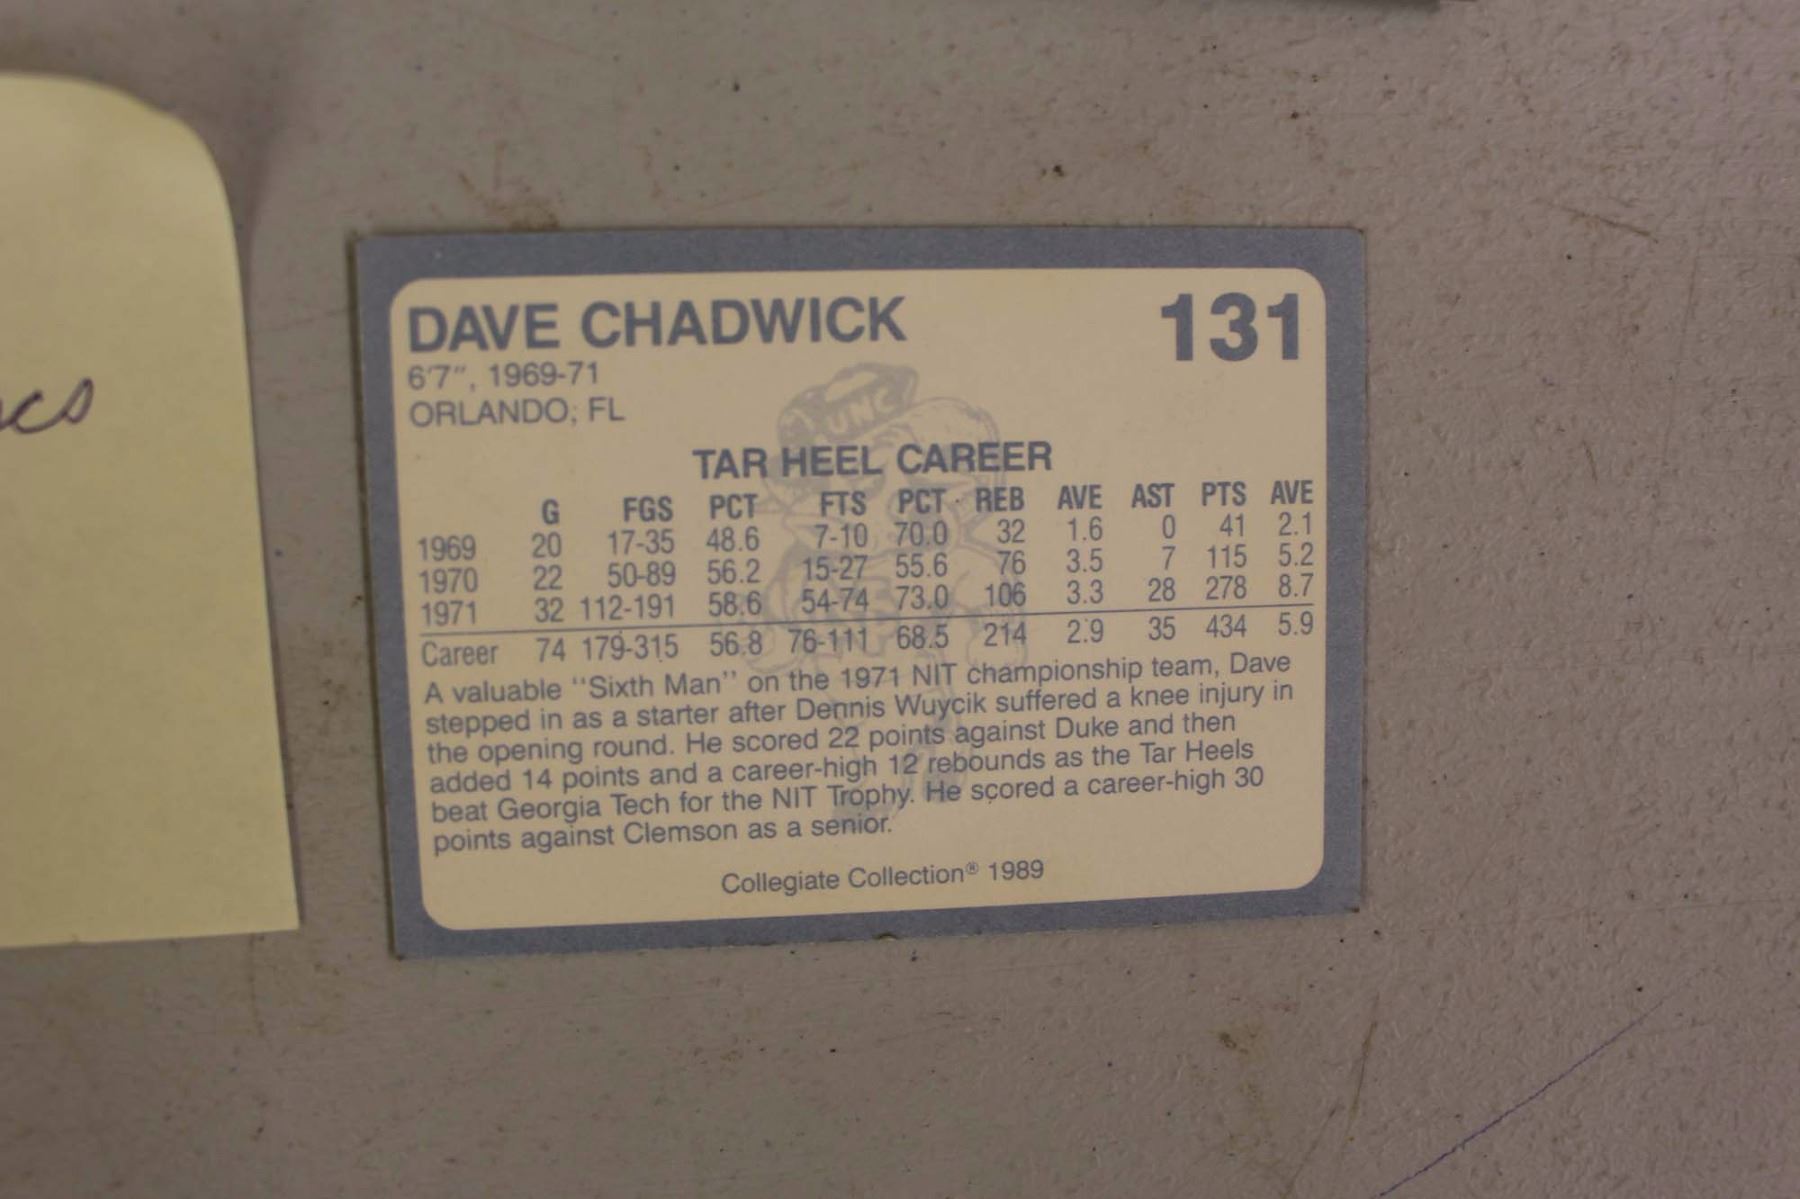 DAVE CHADWICK 131
6'7", 1969-71
ORLANDO, FL
UNC
TAR HEEL CAREER
G FGS PCT FTS PCT REB AVE AST PTS AVE
1969 20 17-35 48.6 7-10 70.0 32 1.6 0 41 2.1
1970 22 50-89 56.2 15-27 55.6 76 3.5 7 115 5.2
1971 32 112-191 58.6 54-74 73.0 106 3.3 28 278 8.7
Career 74 179-315 56.8 76-111 68.5 214 2.9 35 434 5.9
A valuable "Sixth Man" on the 1971 NIT championship team, Dave
stepped in as a starter after Dennis Wuycik suffered a knee injury in
the opening round. He scored 22 points against Duke and then
added 14 points and a career-high 12 rebounds as the Tar Heels
beat Georgia Tech for the NIT Trophy. He scored a career-high 30
points against Clemson as a senior.
Collegiate Collection® 1989